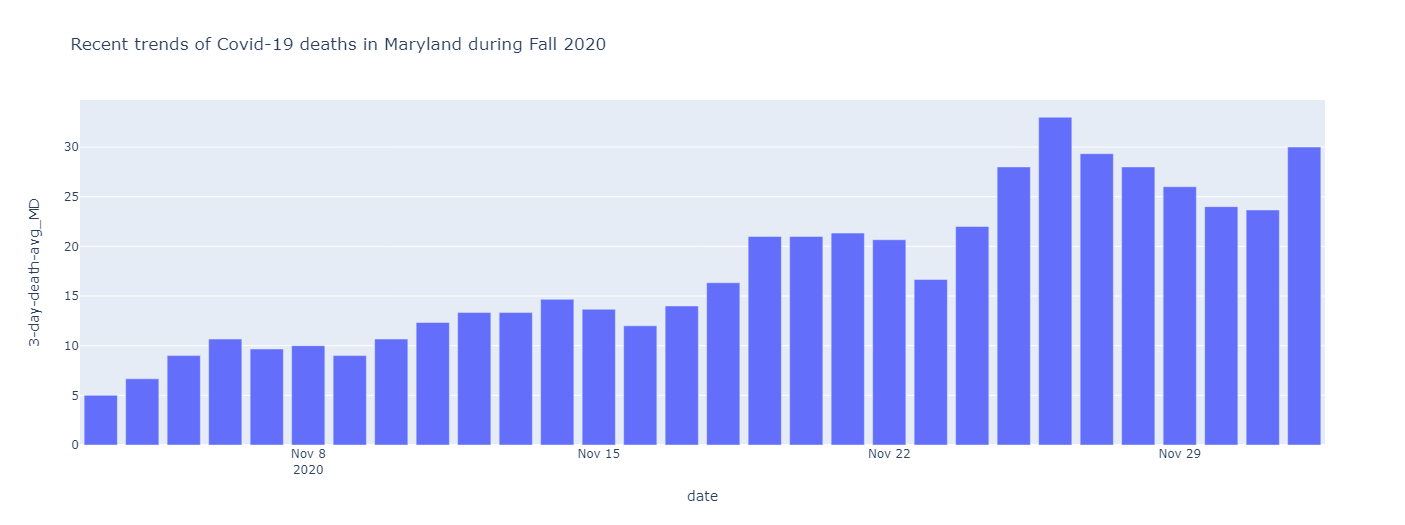 Recent trends of Covid-19 deaths in Maryland during Fall 2020
3-day-death-avg_MD
30
25
20
15
10
5
0
Nov 8
2020
Nov 15
Nov 22
Nov 29
date